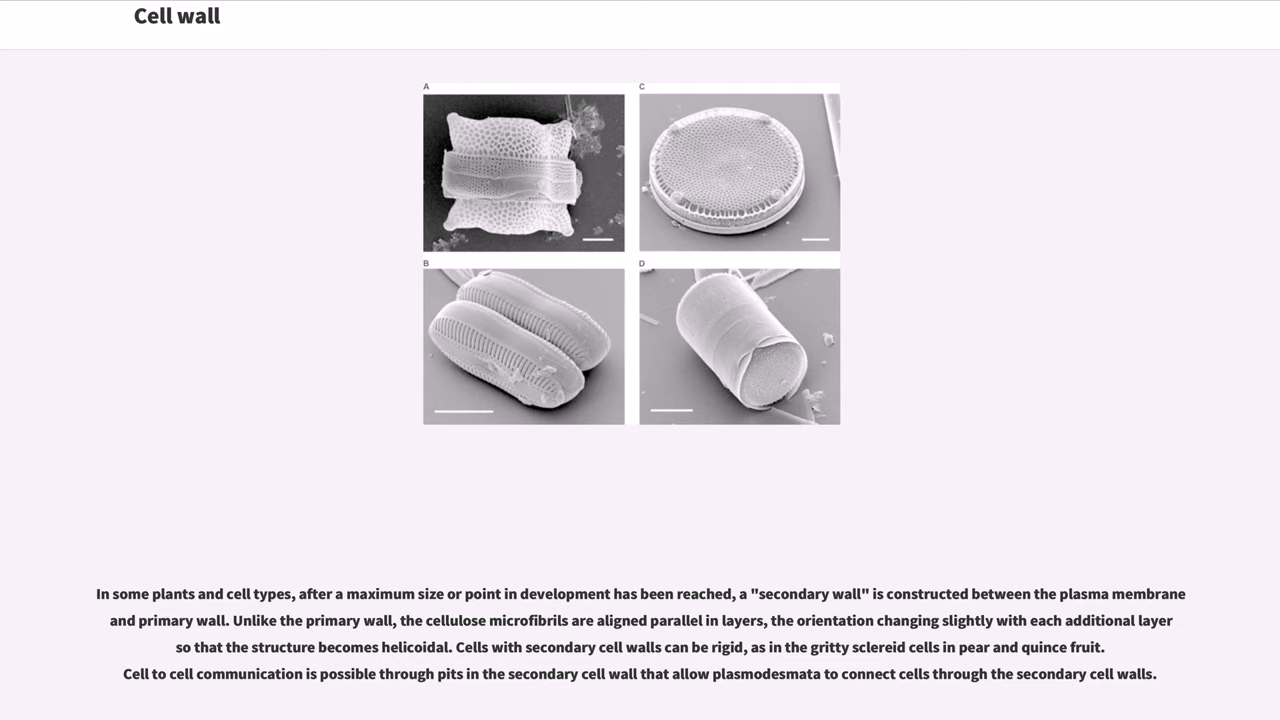 Cell wall
A
C
B
D
In some plants and cell types, after a maximum size or point in development has been reached, a "secondary wall" is constructed between the plasma membrane
and primary wall. Unlike the primary wall, the cellulose microfibrils are aligned parallel in layers, the orientation changing slightly with each additional layer
so that the structure becomes helicoidal. Cells with secondary cell walls can be rigid, as in the gritty sclereid cells in pear and quince fruit.
Cell to cell communication is possible through pits in the secondary cell wall that allow plasmodesmata to connect cells through the secondary cell walls.